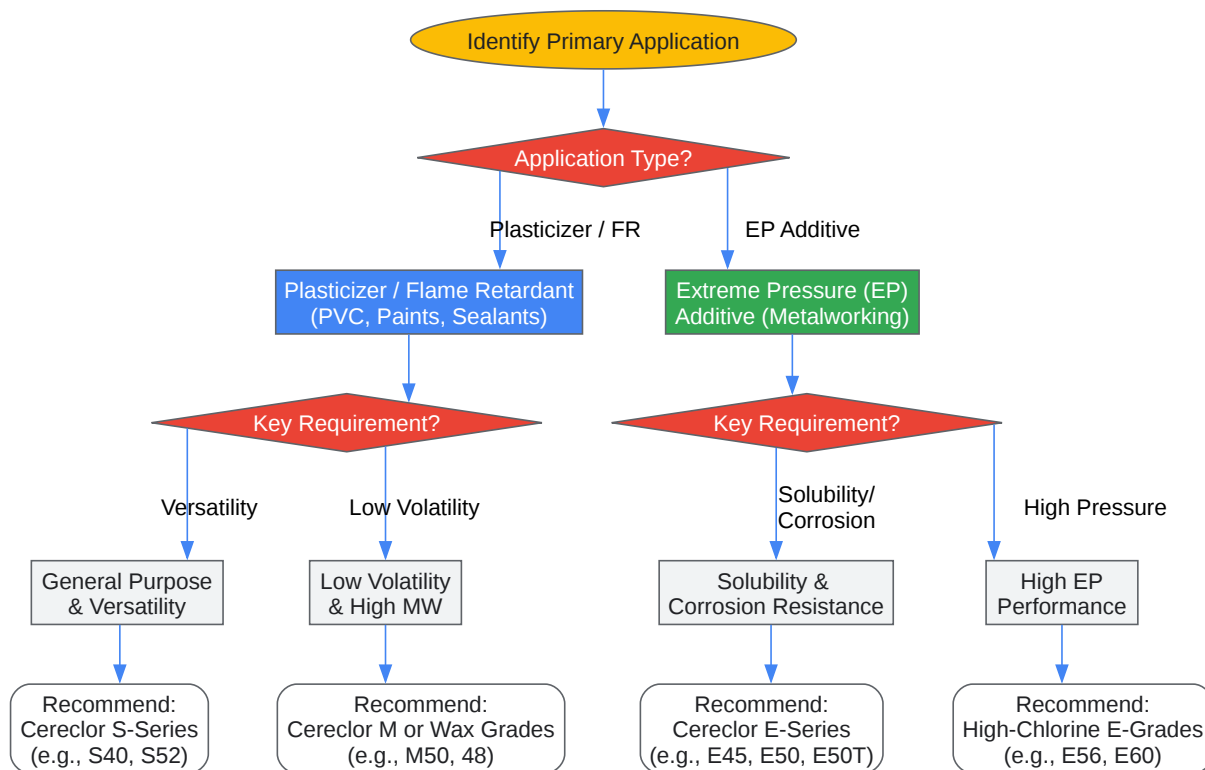 Identify Primary Application
Application Type?
Plasticizer / FR
EP Additive
Plasticizer / Flame Retardant
(PVC, Paints, Sealants)
Extreme Pressure (EP)
Additive (Metalworking)
Key Requirement?
Key Requirement?
Versatility
Low Volatility
Solubility/
Corrosion
High Pressure
General Purpose
& Versatility
Low Volatility
& High MW
Solubility &
Corrosion Resistance
High EP
Performance
Recommend:
Cereclor S-Series
(e.g., S40, S52)
Recommend:
Cereclor M or Wax Grades
(e.g., M50, 48)
Recommend:
Cereclor E-Series
(e.g., E45, E50, E50T)
Recommend:
High-Chlorine E-Grades
(e.g., E56, E60)